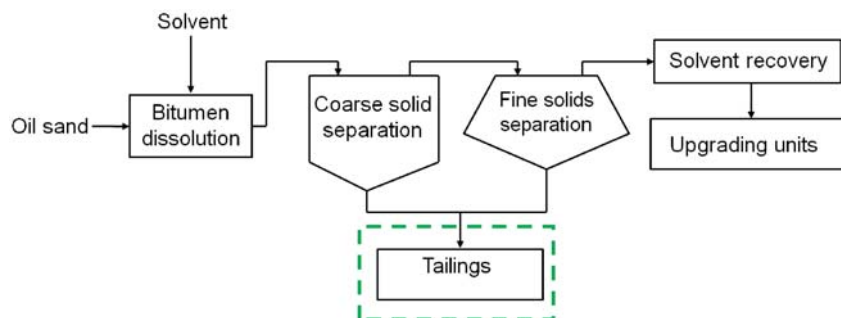 Solvent
Oil sand
Bitumen
dissolution
Coarse solid
separation
Fine solids
separation
Solvent recovery
Upgrading units
Tailings